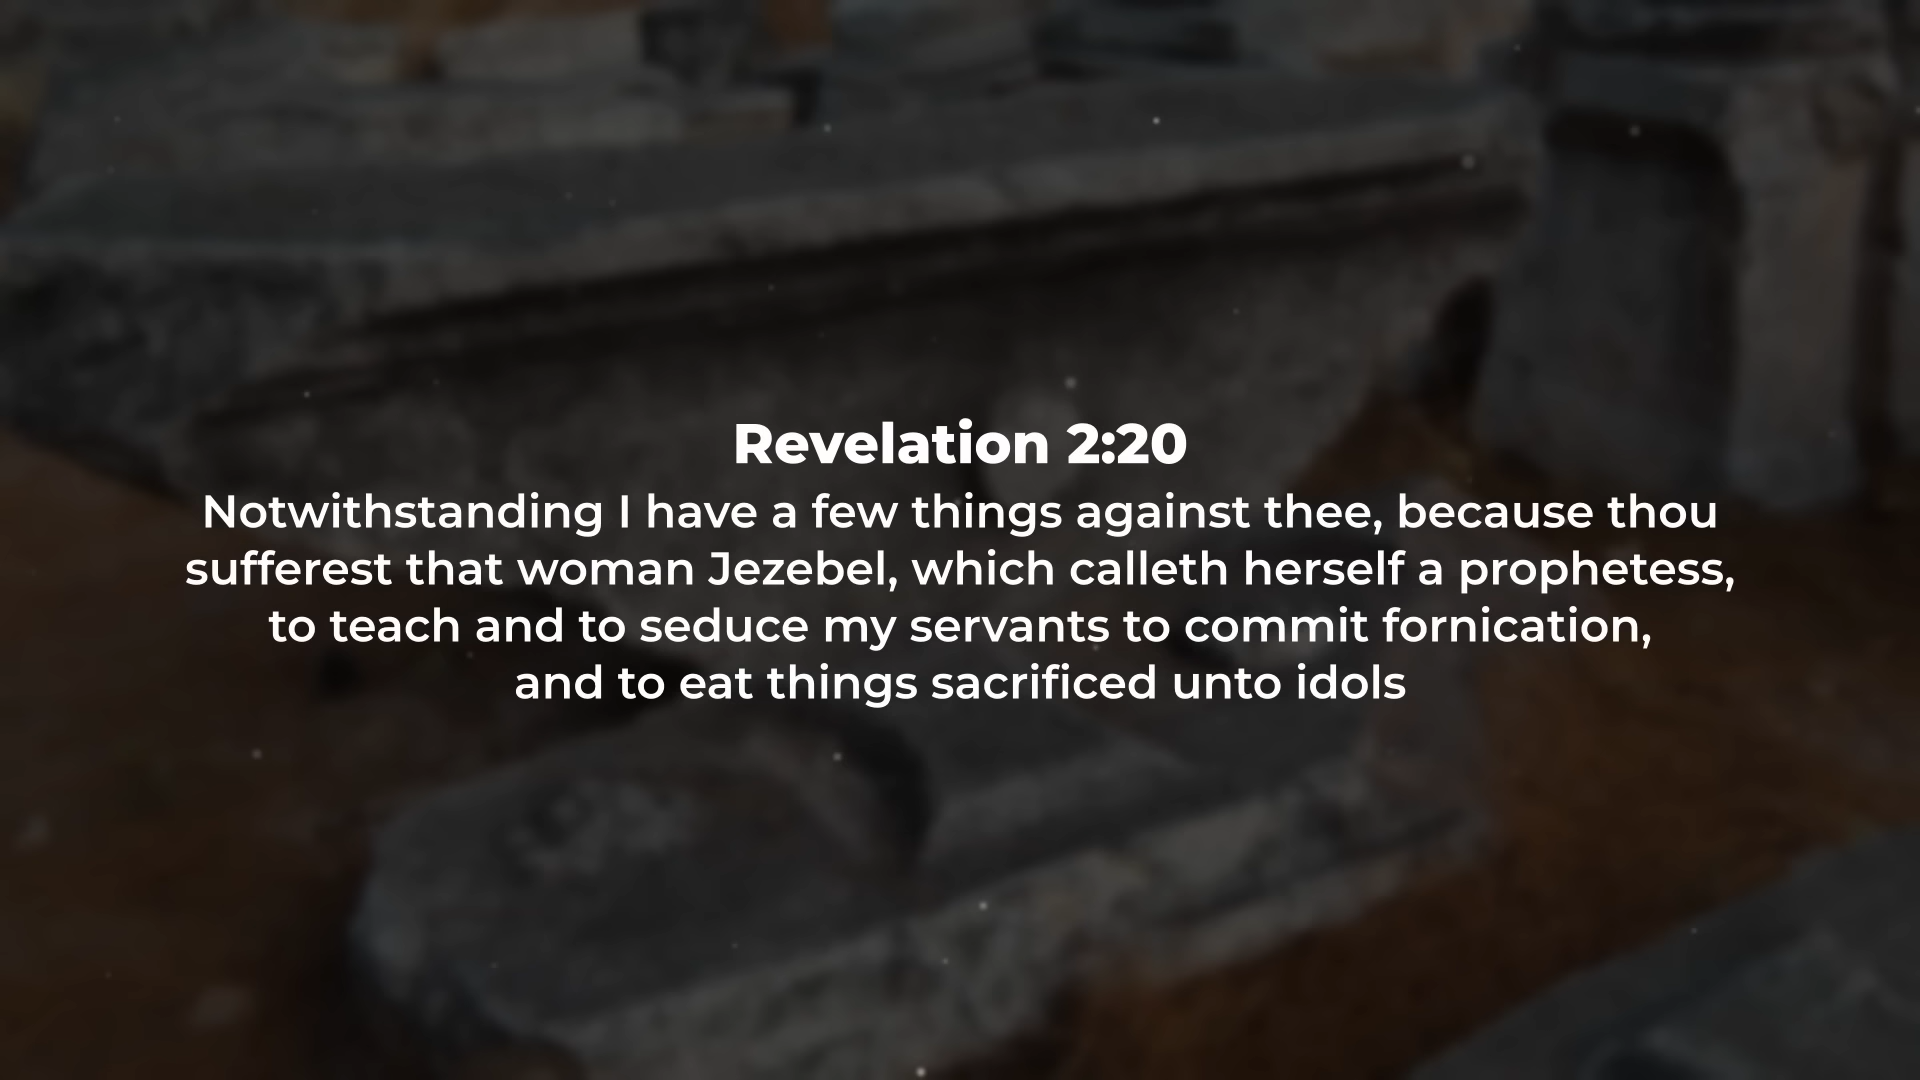 Revelation 2:20
Notwithstanding I have a few things against thee, because thou
sufferest that woman Jezebel, which calleth herself a prophetess,
to teach and to seduce my servants to commit fornication,
and to eat things sacrificed unto idols